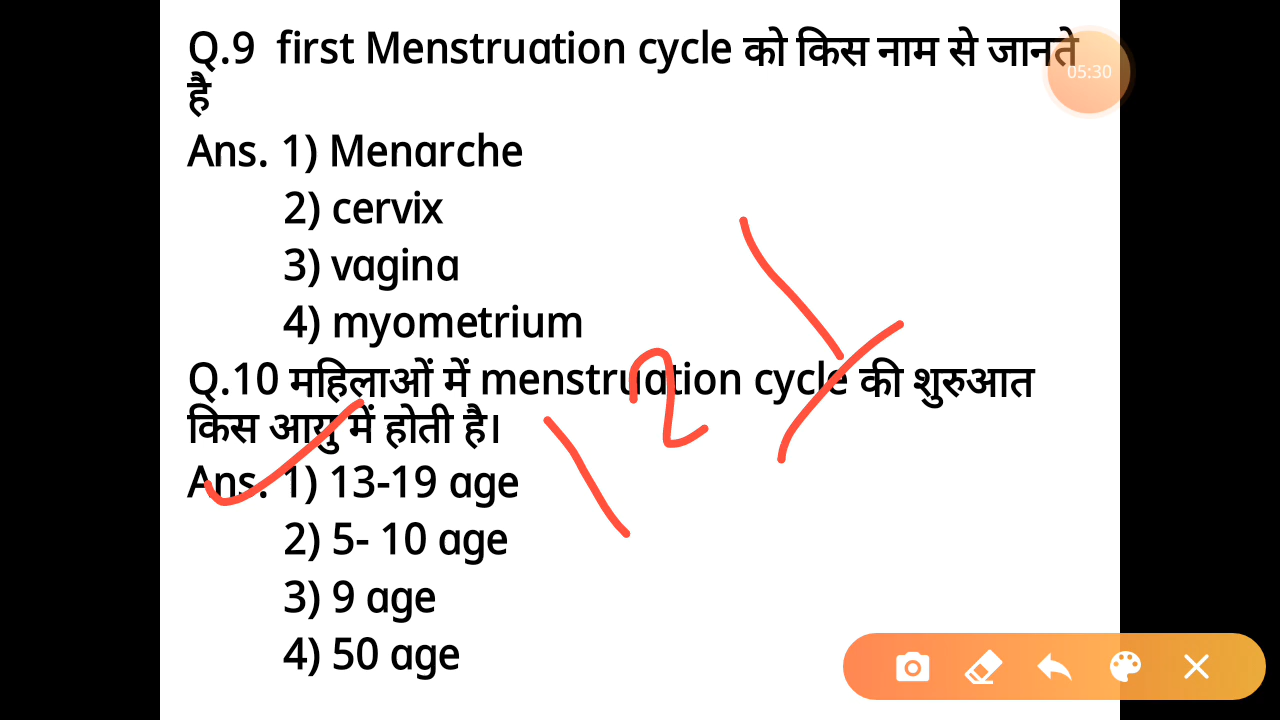 Q.9 first Menstruation cycle को किस नाम से जानते
है
05:30
Ans. 1) Menarche
2) cervix
3) vagina
4) myometrium
Q.10 महिलाओं में menstruation cycle की शुरुआत
किस आयु में होती है।
Ans. 1) 13-19 age
2) 5- 10 age
3) 9 age
4) 50 age